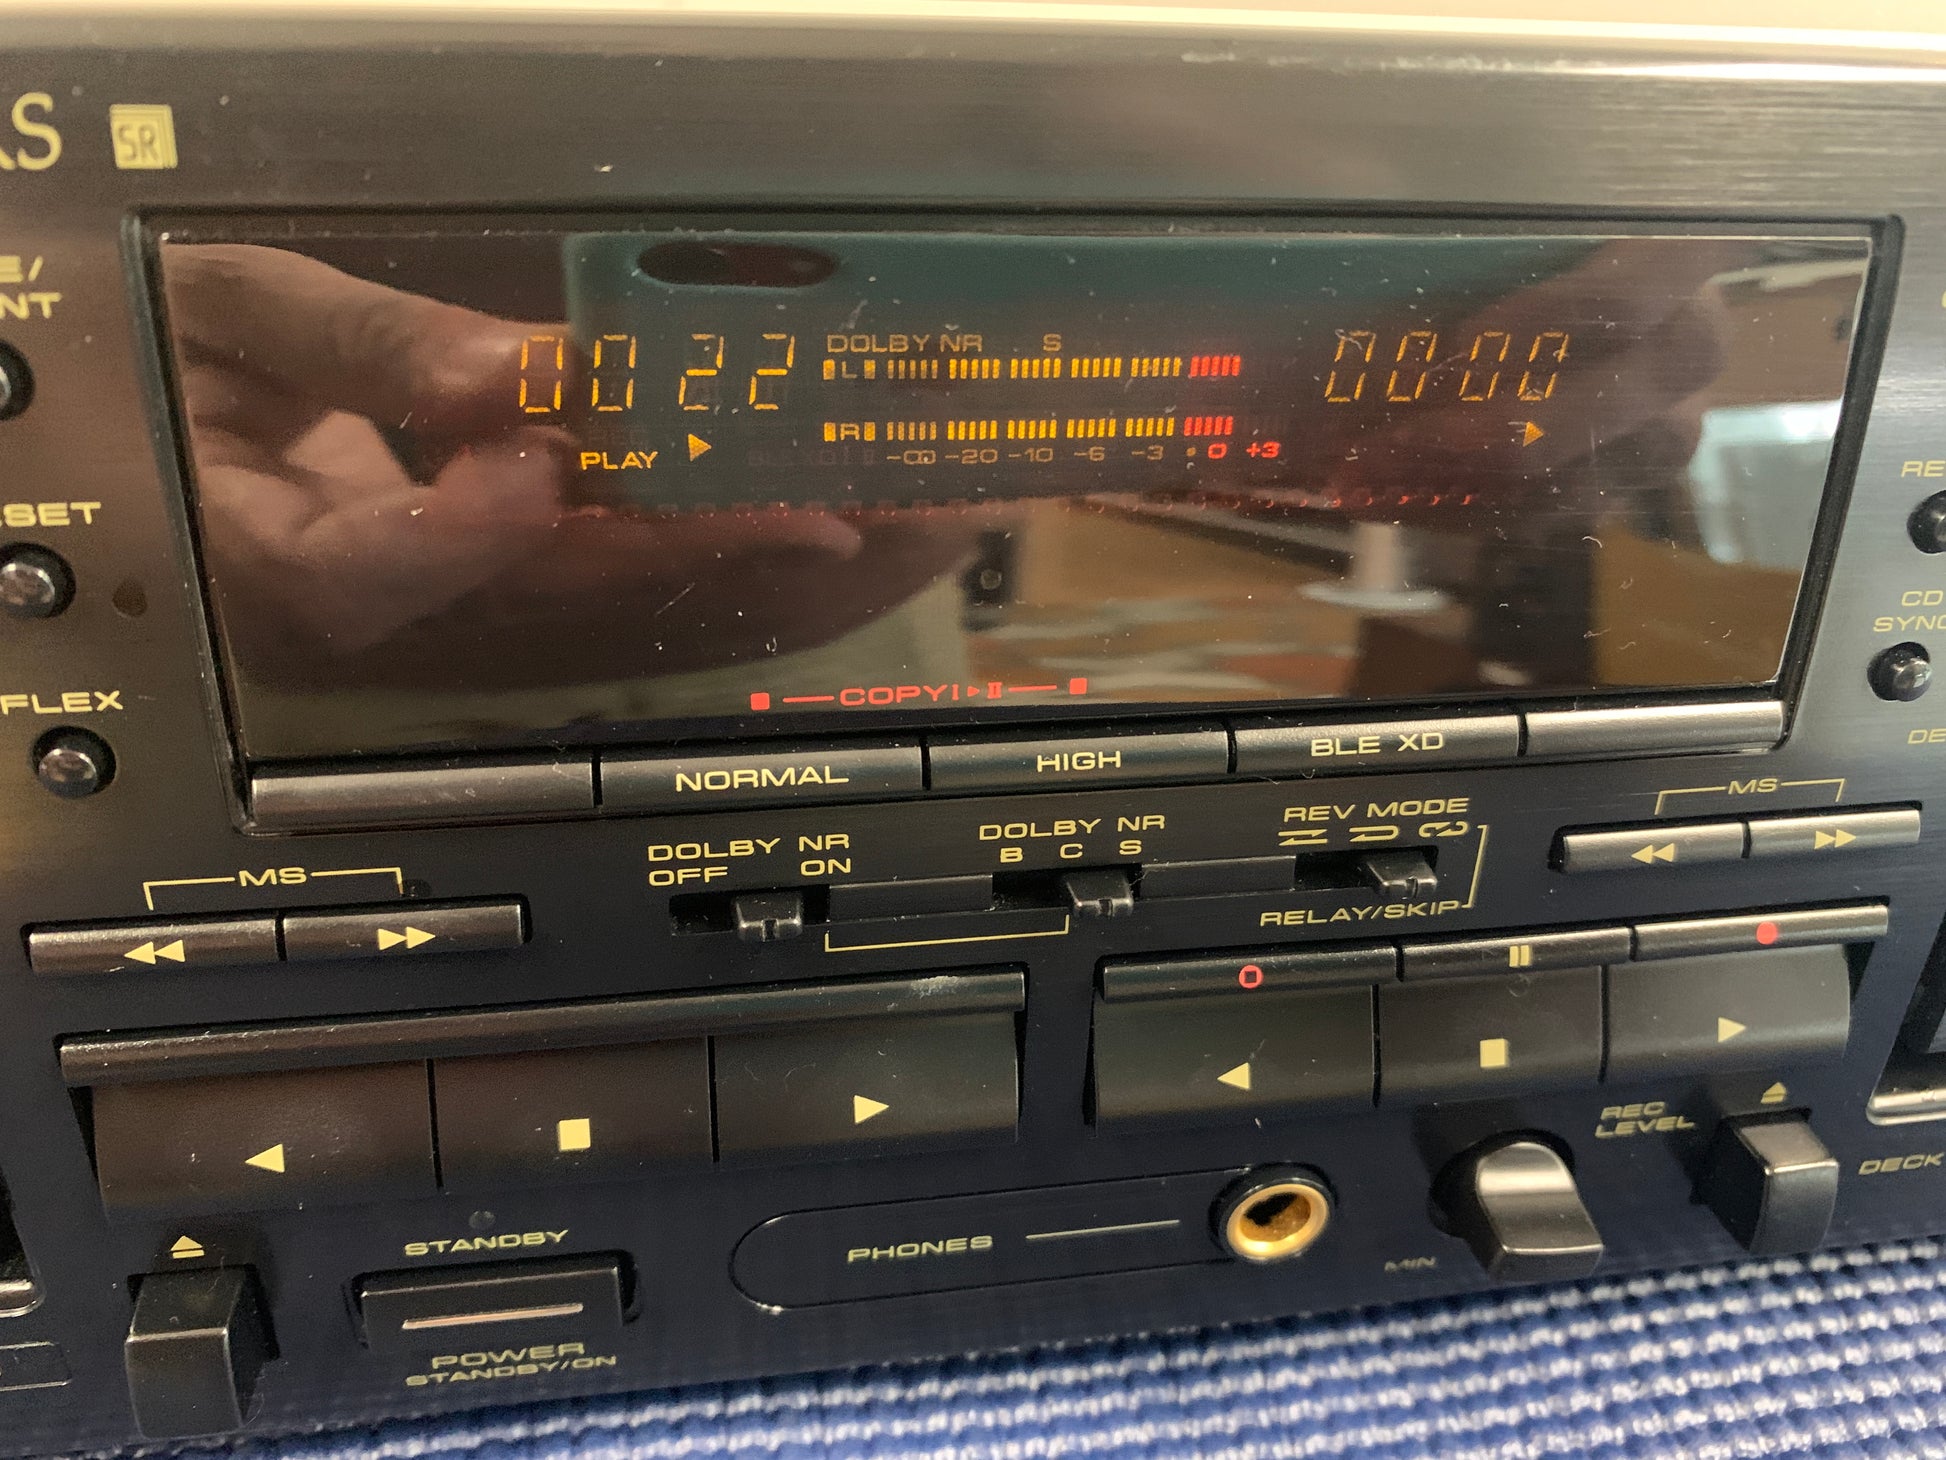 SR
0022
DOLBY NR S
L
0000
R
PLAY
-∞ -20 -10 -6 -3 • 0 +3
SET
RE
CD
SYNC
FLEX
COPY I ▸ II
NORMAL
HIGH
BLE XD
DE
MS
MS
DOLBY NR
OFF ON
DOLBY NR
B C S
REV MODE
RELAY/SKIP
REC
LEVEL
DECK
STANDBY
PHONES
MIN
POWER
STANDBY/ON